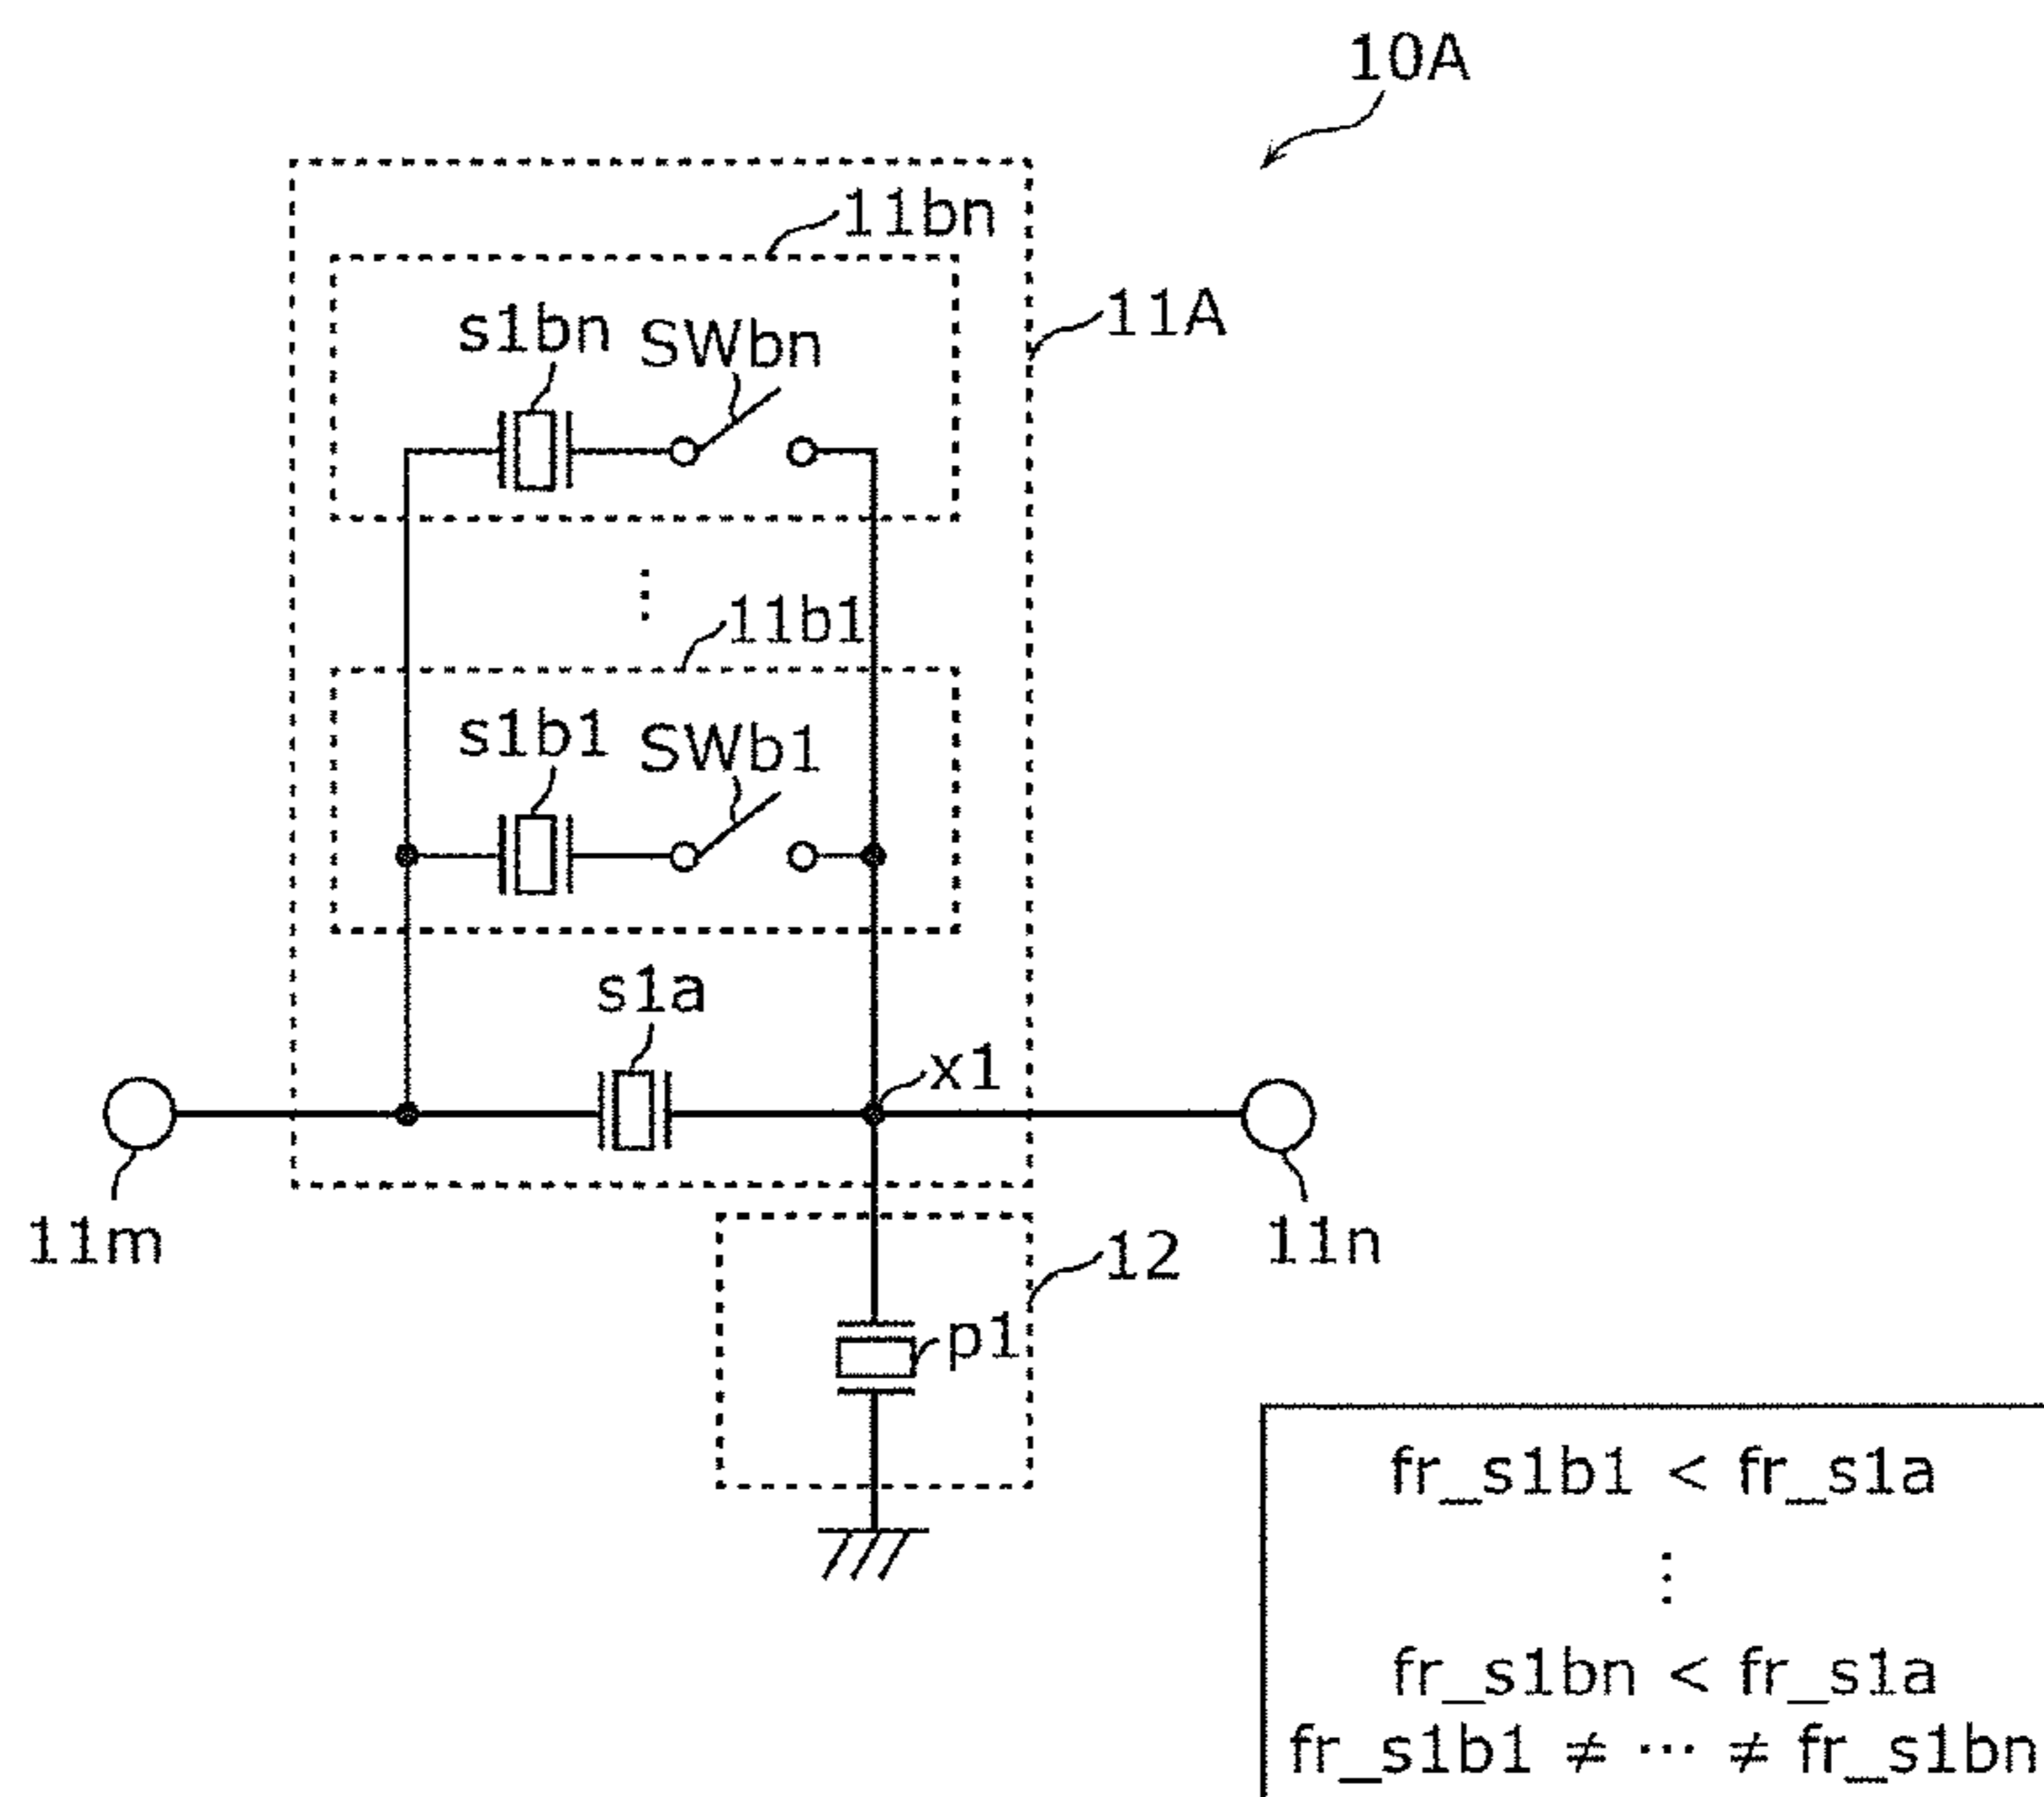 10A
11bn
11A
s1bn
SWbn
⋮
11b1
s1b1
SWb1
s1a
x1
11m
11n
12
p1
fr_s1b1 < fr_s1a
⋮
fr_s1bn < fr_s1a
fr_s1b1 ≠ ⋯ ≠ fr_s1bn